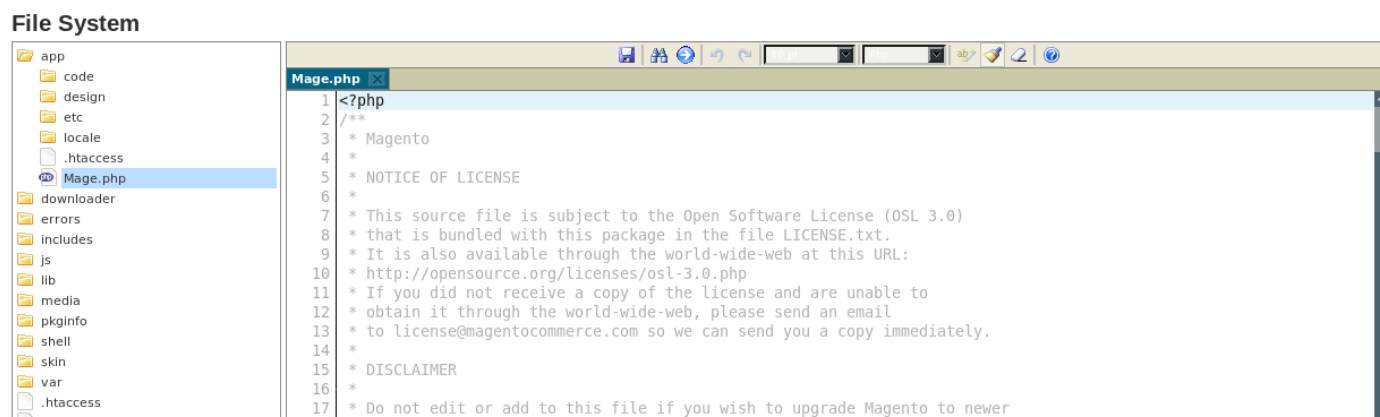 File System
app
code
design
etc
locale
.htaccess
Mage.php
downloader
errors
includes
js
lib
media
pkginfo
shell
skin
var
.htaccess
Mage.php
1 <?php
2 /**
3 * Magento
4 *
5 * NOTICE OF LICENSE
6 *
7 * This source file is subject to the Open Software License (OSL 3.0)
8 * that is bundled with this package in the file LICENSE.txt.
9 * It is also available through the world-wide-web at this URL:
10 * http://opensource.org/licenses/osl-3.0.php
11 * If you did not receive a copy of the license and are unable to
12 * obtain it through the world-wide-web, please send an email
13 * to license@magentocommerce.com so we can send you a copy immediately.
14 *
15 * DISCLAIMER
16 *
17 * Do not edit or add to this file if you wish to upgrade Magento to newer